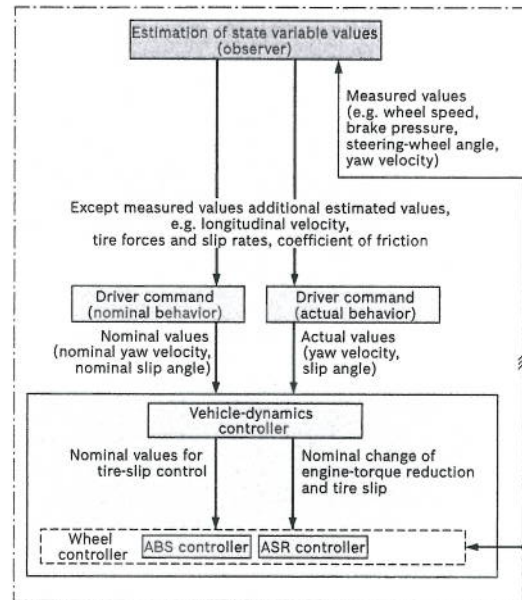 Estimation of state variable values
(observer)
Measured values
(e.g. wheel speed,
brake pressure,
steering-wheel angle,
yaw velocity)
Except measured values additional estimated values,
e.g. longitudinal velocity,
tire forces and slip rates, coefficient of friction
Driver command
(nominal behavior)
Driver command
(actual behavior)
Nominal values
(nominal yaw velocity,
nominal slip angle)
Actual values
(yaw velocity,
slip angle)
Vehicle-dynamics
controller
Nominal values for
tire-slip control
Nominal change of
engine-torque reduction
and tire slip
Wheel
controller
ABS controller
ASR controller